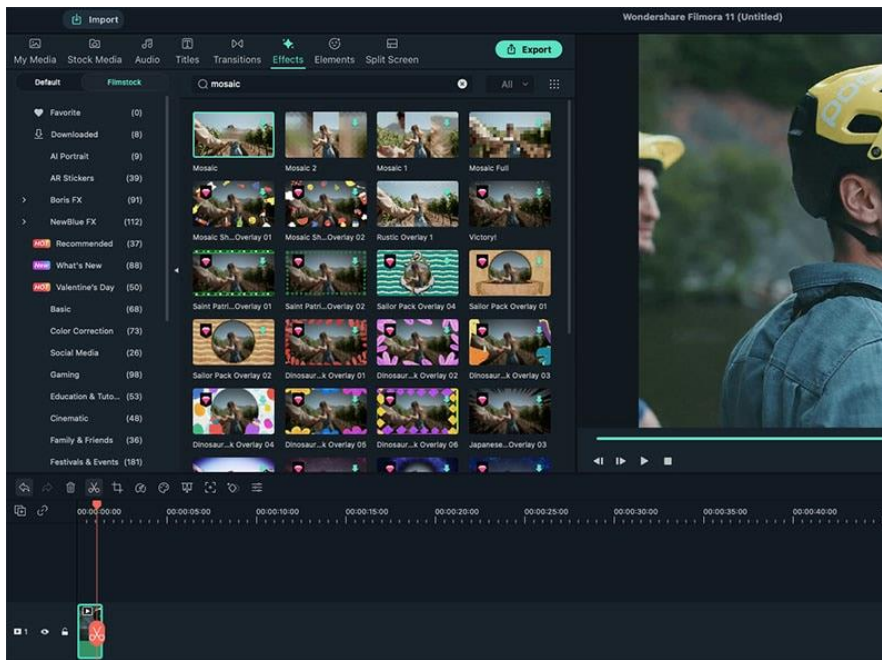 Import
Wondershare Filmora 11 (Untitled)
My Media Stock Media Audio Titles Transitions Effects Elements Split Screen
Export
Default Filmstock
mosaic
All
Favorite (0)
Downloaded (8)
AI Portrait (9)
AR Stickers (39)
Boris FX (91)
NewBlue FX (112)
HOT Recommended (37)
New What's New (88)
HOT Valentine's Day (50)
Basic (68)
Color Correction (73)
Social Media (26)
Gaming (98)
Education & Tuto... (53)
Cinematic (48)
Family & Friends (36)
Festivals & Events (181)
Mosaic Mosaic 2 Mosaic 1 Mosaic Full
Mosaic Sh...Overlay 01 Mosaic Sh...Overlay 02 Rustic Overlay 1 Victory!
Saint Patri...Overlay 01 Saint Patri...Overlay 02 Sailor Pack Overlay 04 Sailor Pack Overlay 01
Sailor Pack Overlay 02 Dinosaur...k Overlay 01 Dinosaur...k Overlay 02 Dinosaur...k Overlay 03
Dinosaur...k Overlay 04 Dinosaur...k Overlay 05 Dinosaur...k Overlay 06 Japanese...Overlay 03
POC
00:00:00:00 00:00:05:00 00:00:10:00 00:00:15:00 00:00:20:00 00:00:25:00 00:00:30:00 00:00:35:00 00:00:40:00
1